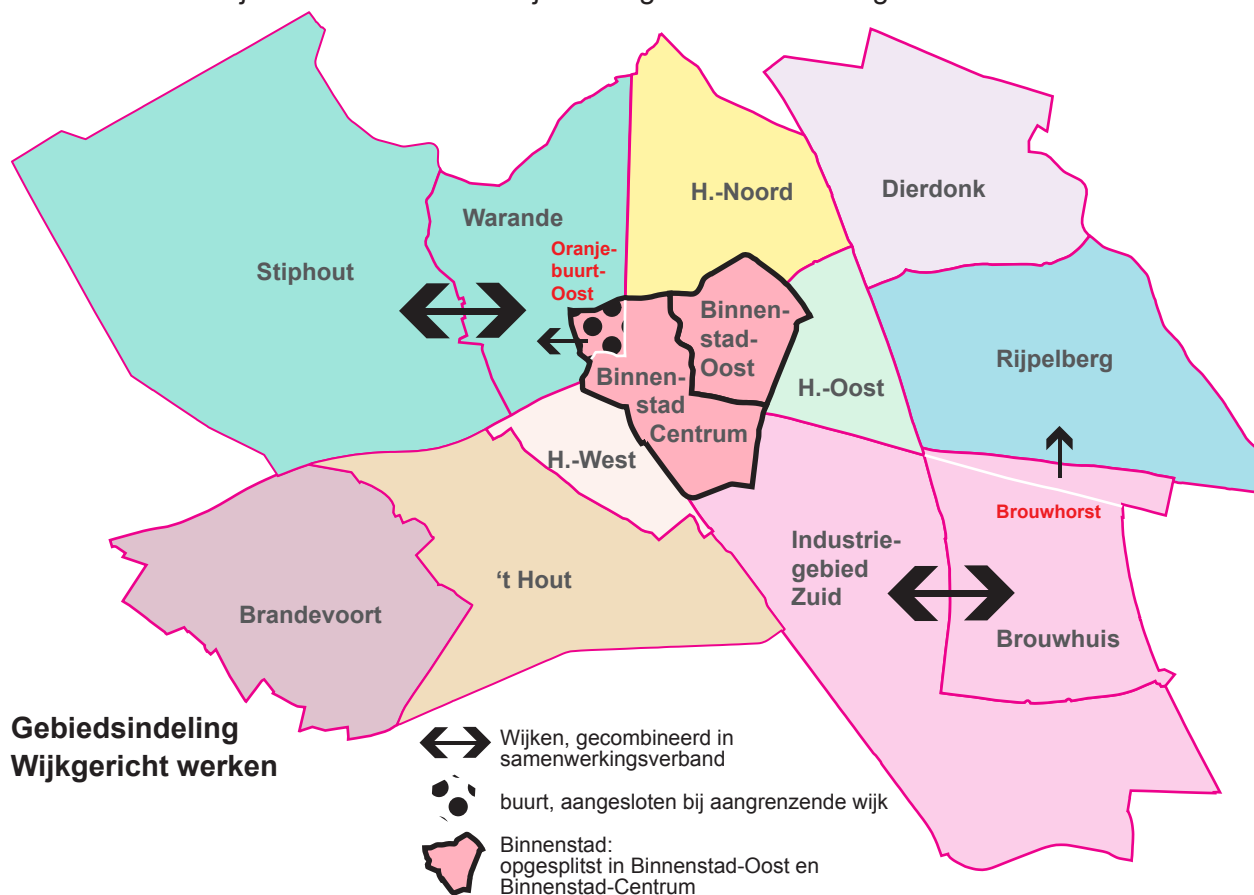 H.-Noord
Dierdonk
Warande
Oranje-
buurt-
Oost
Stiphout
Binnen-
stad-
Oost
Rijpelberg
Binnen-
stad
Centrum
H.-Oost
H.-West
Brouwhorst
Industrie-
gebied
Zuid
‘t Hout
Brandevoort
Brouwhuis
Gebiedsindeling
Wijkgericht werken
Wijken, gecombineerd in
samenwerkingsverband
buurt, aangesloten bij aangrenzende wijk
Binnenstad:
opgesplitst in Binnenstad-Oost en
Binnenstad-Centrum